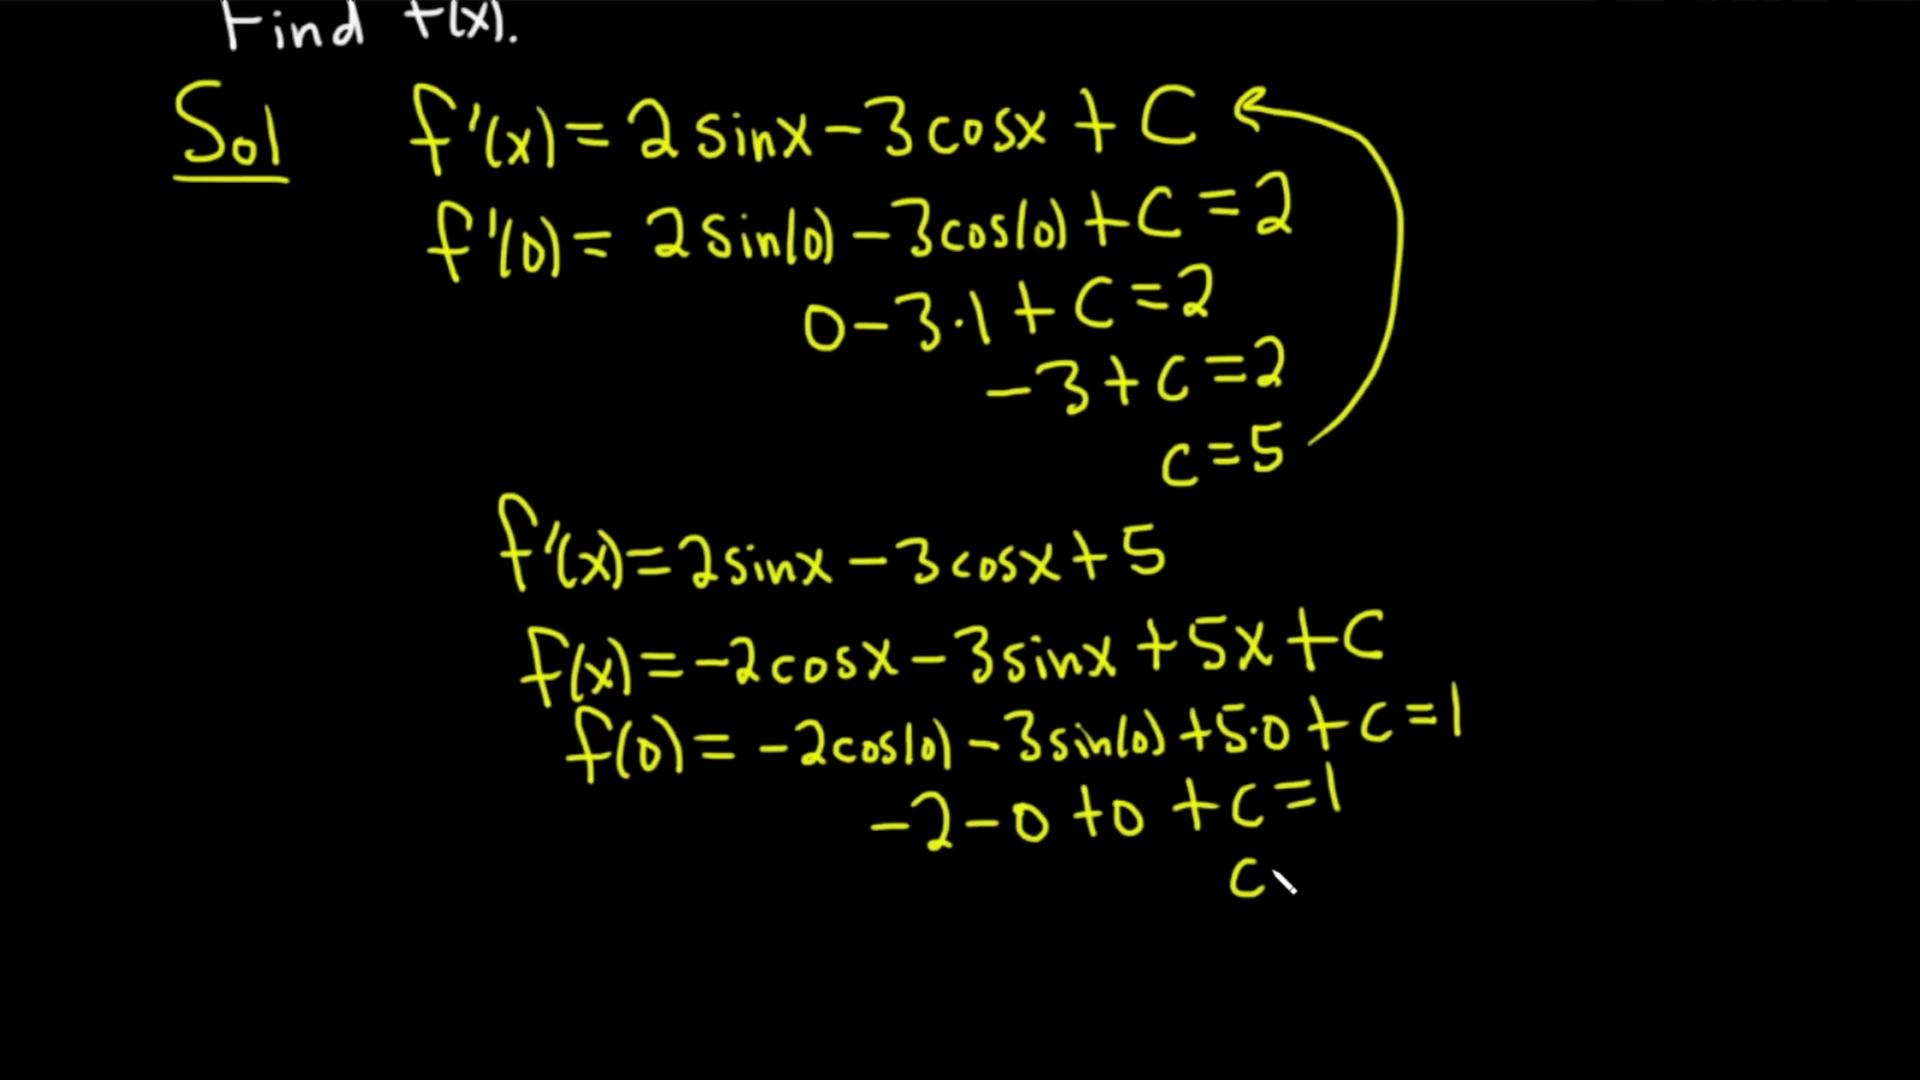 Find f(x).
Sol f'(x) = 2 sinx - 3 cosx + C
f'(0) = 2 sin(0) - 3cos(0) + C = 2
0 - 3·1 + C = 2
-3 + C = 2
C = 5
f'(x) = 2sinx - 3cosx + 5
f(x) = -2cosx - 3sinx + 5x + C
f(0) = -2cos(0) - 3sin(0) + 5·0 + C = 1
-2 - 0 + 0 + C = 1
C